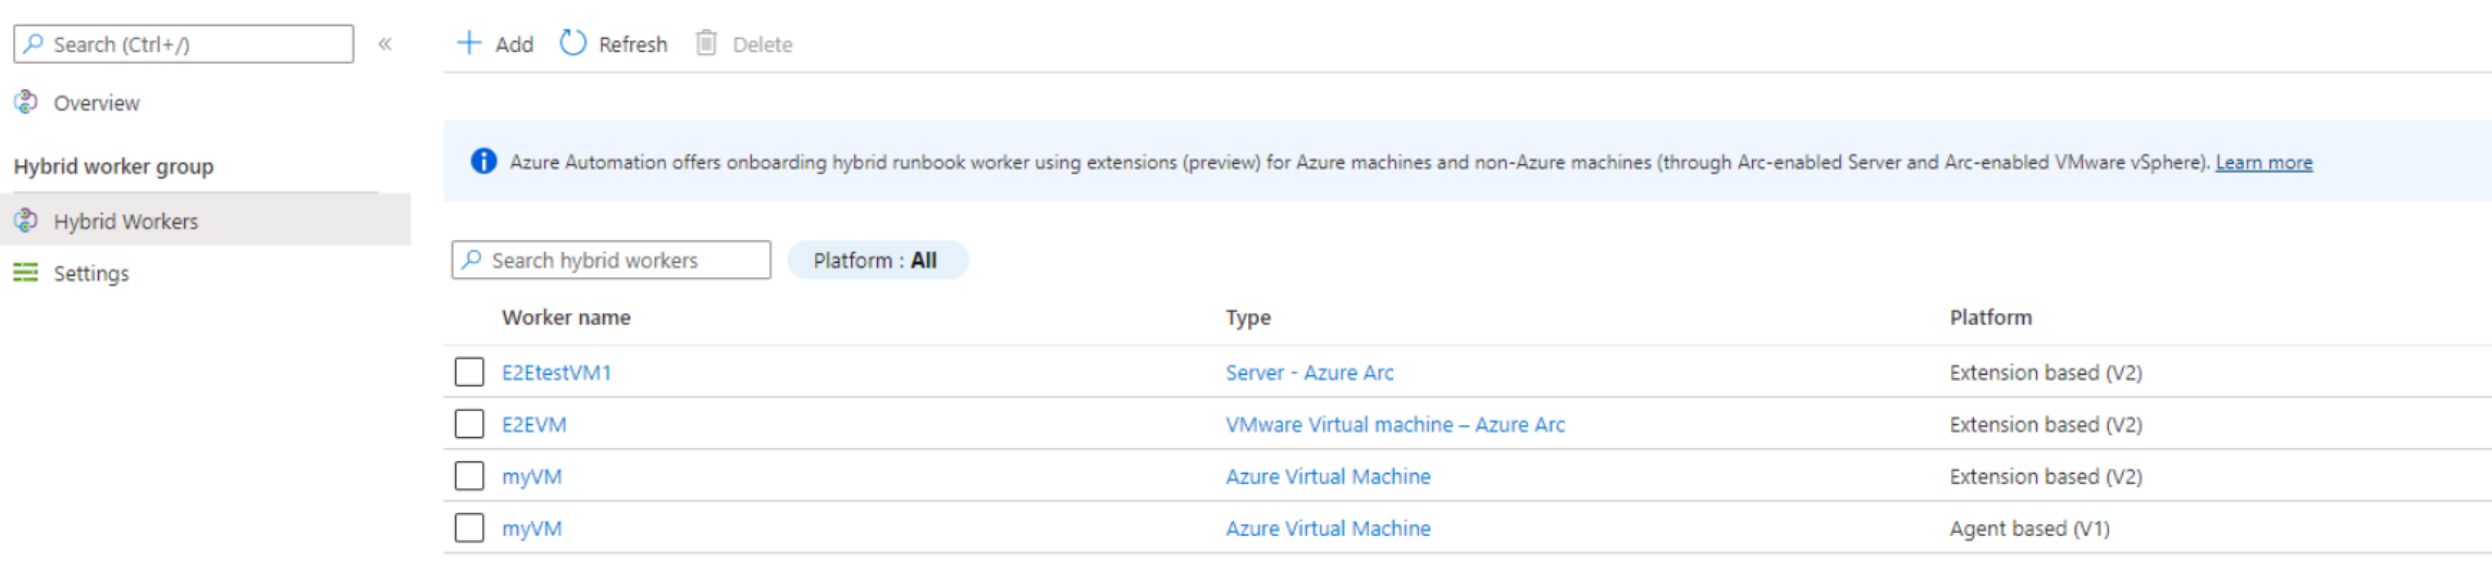 Search (Ctrl+/)
«
Add Refresh Delete
Overview
Hybrid worker group
Hybrid Workers
Settings
Azure Automation offers onboarding hybrid runbook worker using extensions (preview) for Azure machines and non-Azure machines (through Arc-enabled Server and Arc-enabled VMware vSphere). Learn more
Search hybrid workers Platform : All
Worker name Type Platform
E2EtestVM1 Server - Azure Arc Extension based (V2)
E2EVM VMware Virtual machine – Azure Arc Extension based (V2)
myVM Azure Virtual Machine Extension based (V2)
myVM Azure Virtual Machine Agent based (V1)